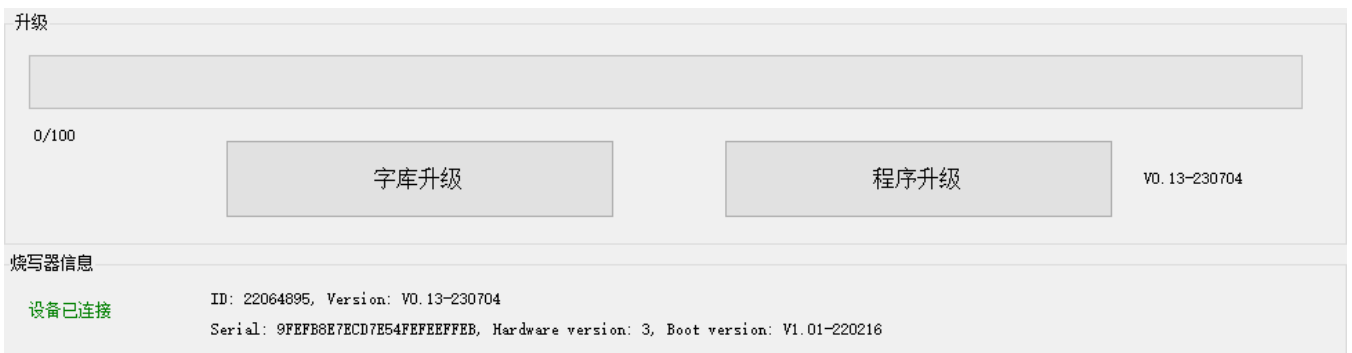 升级
0/100
字库升级
程序升级
V0.13-230704
烧写器信息
设备已连接
ID: 22064895, Version: V0.13-230704
Serial: 9FEFB8E7ECD7E54FEFEEFFEB, Hardware version: 3, Boot version: V1.01-220216